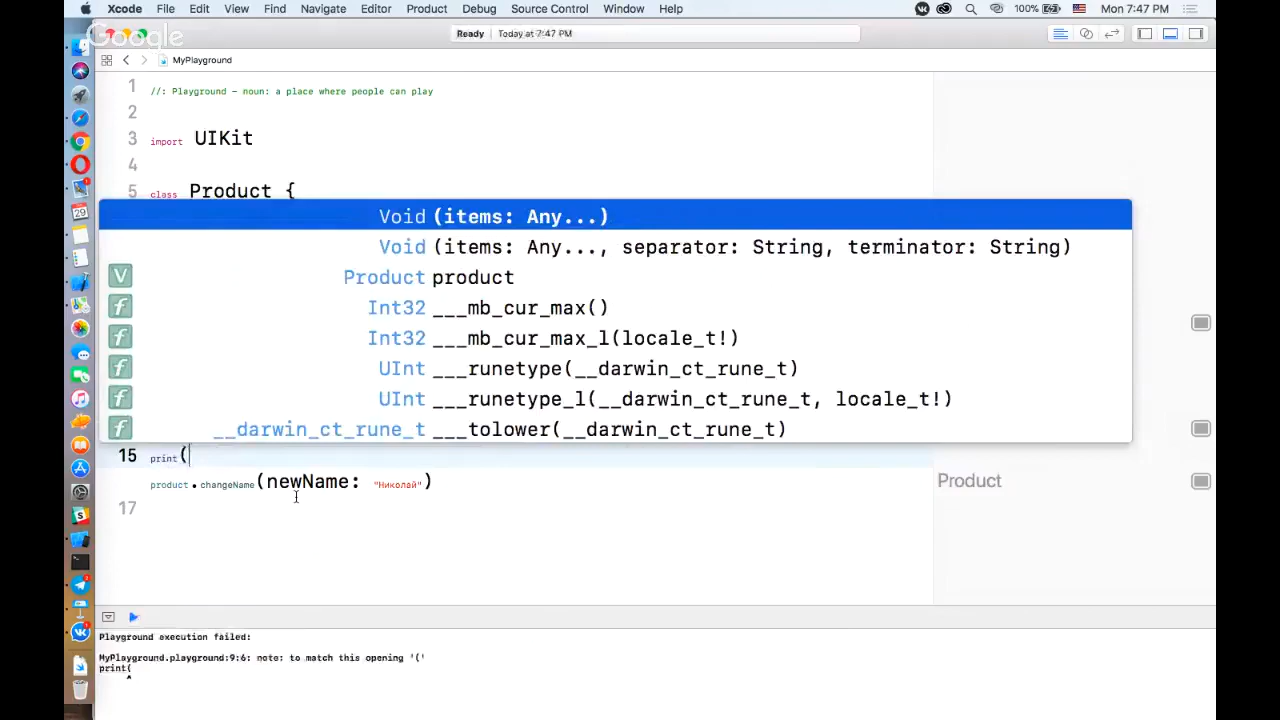 Xcode File Edit View Find Navigate Editor Product Debug Source Control Window Help 100% Mon 7:47 PM
Google
Ready Today at 7:47 PM
MyPlayground
1 //: Playground - noun: a place where people can play
2
3 import UIKit
4
5 class Product {
Void (items: Any...)
Void (items: Any..., separator: String, terminator: String)
V Product product
f Int32 ___mb_cur_max()
f Int32 ___mb_cur_max_l(locale_t!)
f UInt ___runetype(__darwin_ct_rune_t)
f UInt ___runetype_l(__darwin_ct_rune_t, locale_t!)
f __darwin_ct_rune_t ___tolower(__darwin_ct_rune_t)
15 print(
product.changeName(newName: "Николай") Product
17
Playground execution failed:
MyPlayground.playground:9:6: note: to match this opening '('
print(
^